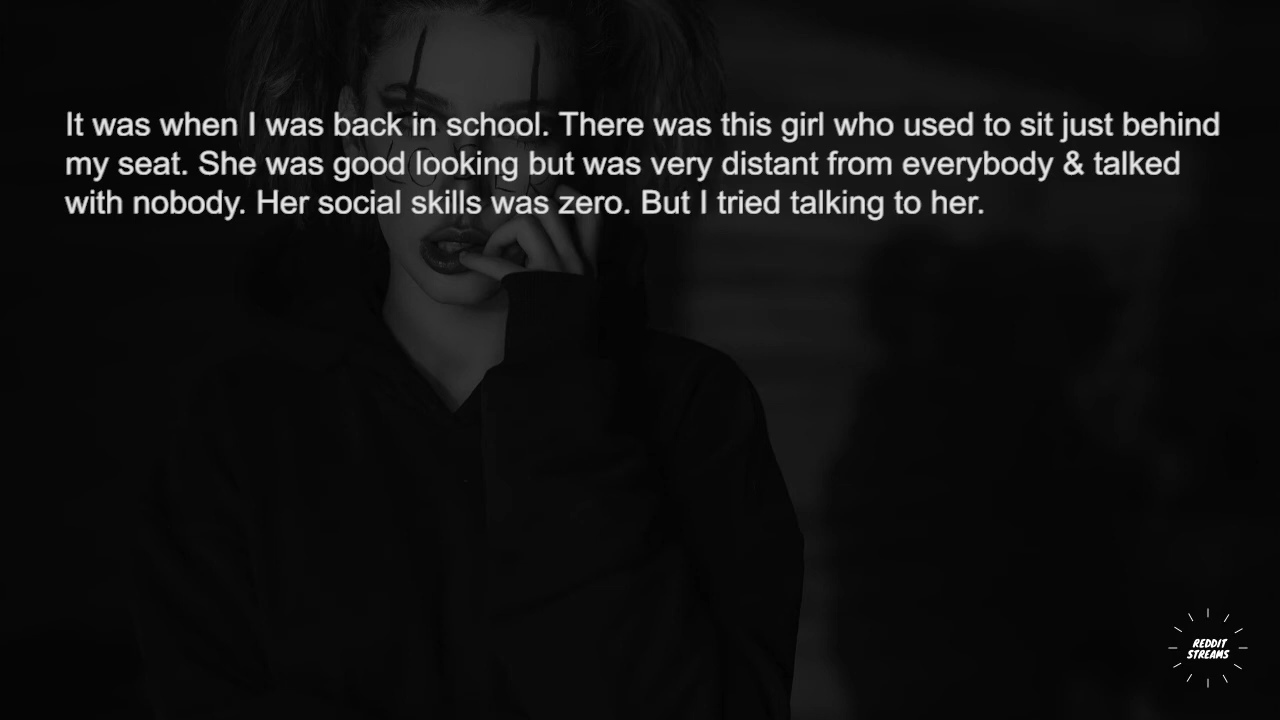 It was when I was back in school. There was this girl who used to sit just behind
my seat. She was good looking but was very distant from everybody & talked
with nobody. Her social skills was zero. But I tried talking to her.
REDDIT
STREAMS